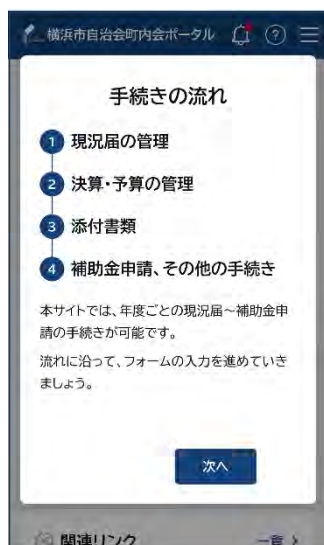 横浜市自治会町内会ポータル
手続きの流れ
1 現況届の管理
2 決算・予算の管理
3 添付書類
4 補助金申請、その他の手続き
本サイトでは、年度ごとの現況届～補助金申
請の手続きが可能です。
流れに沿って、フォームの入力を進めていき
ましょう。
次へ
関連リンク
一覧